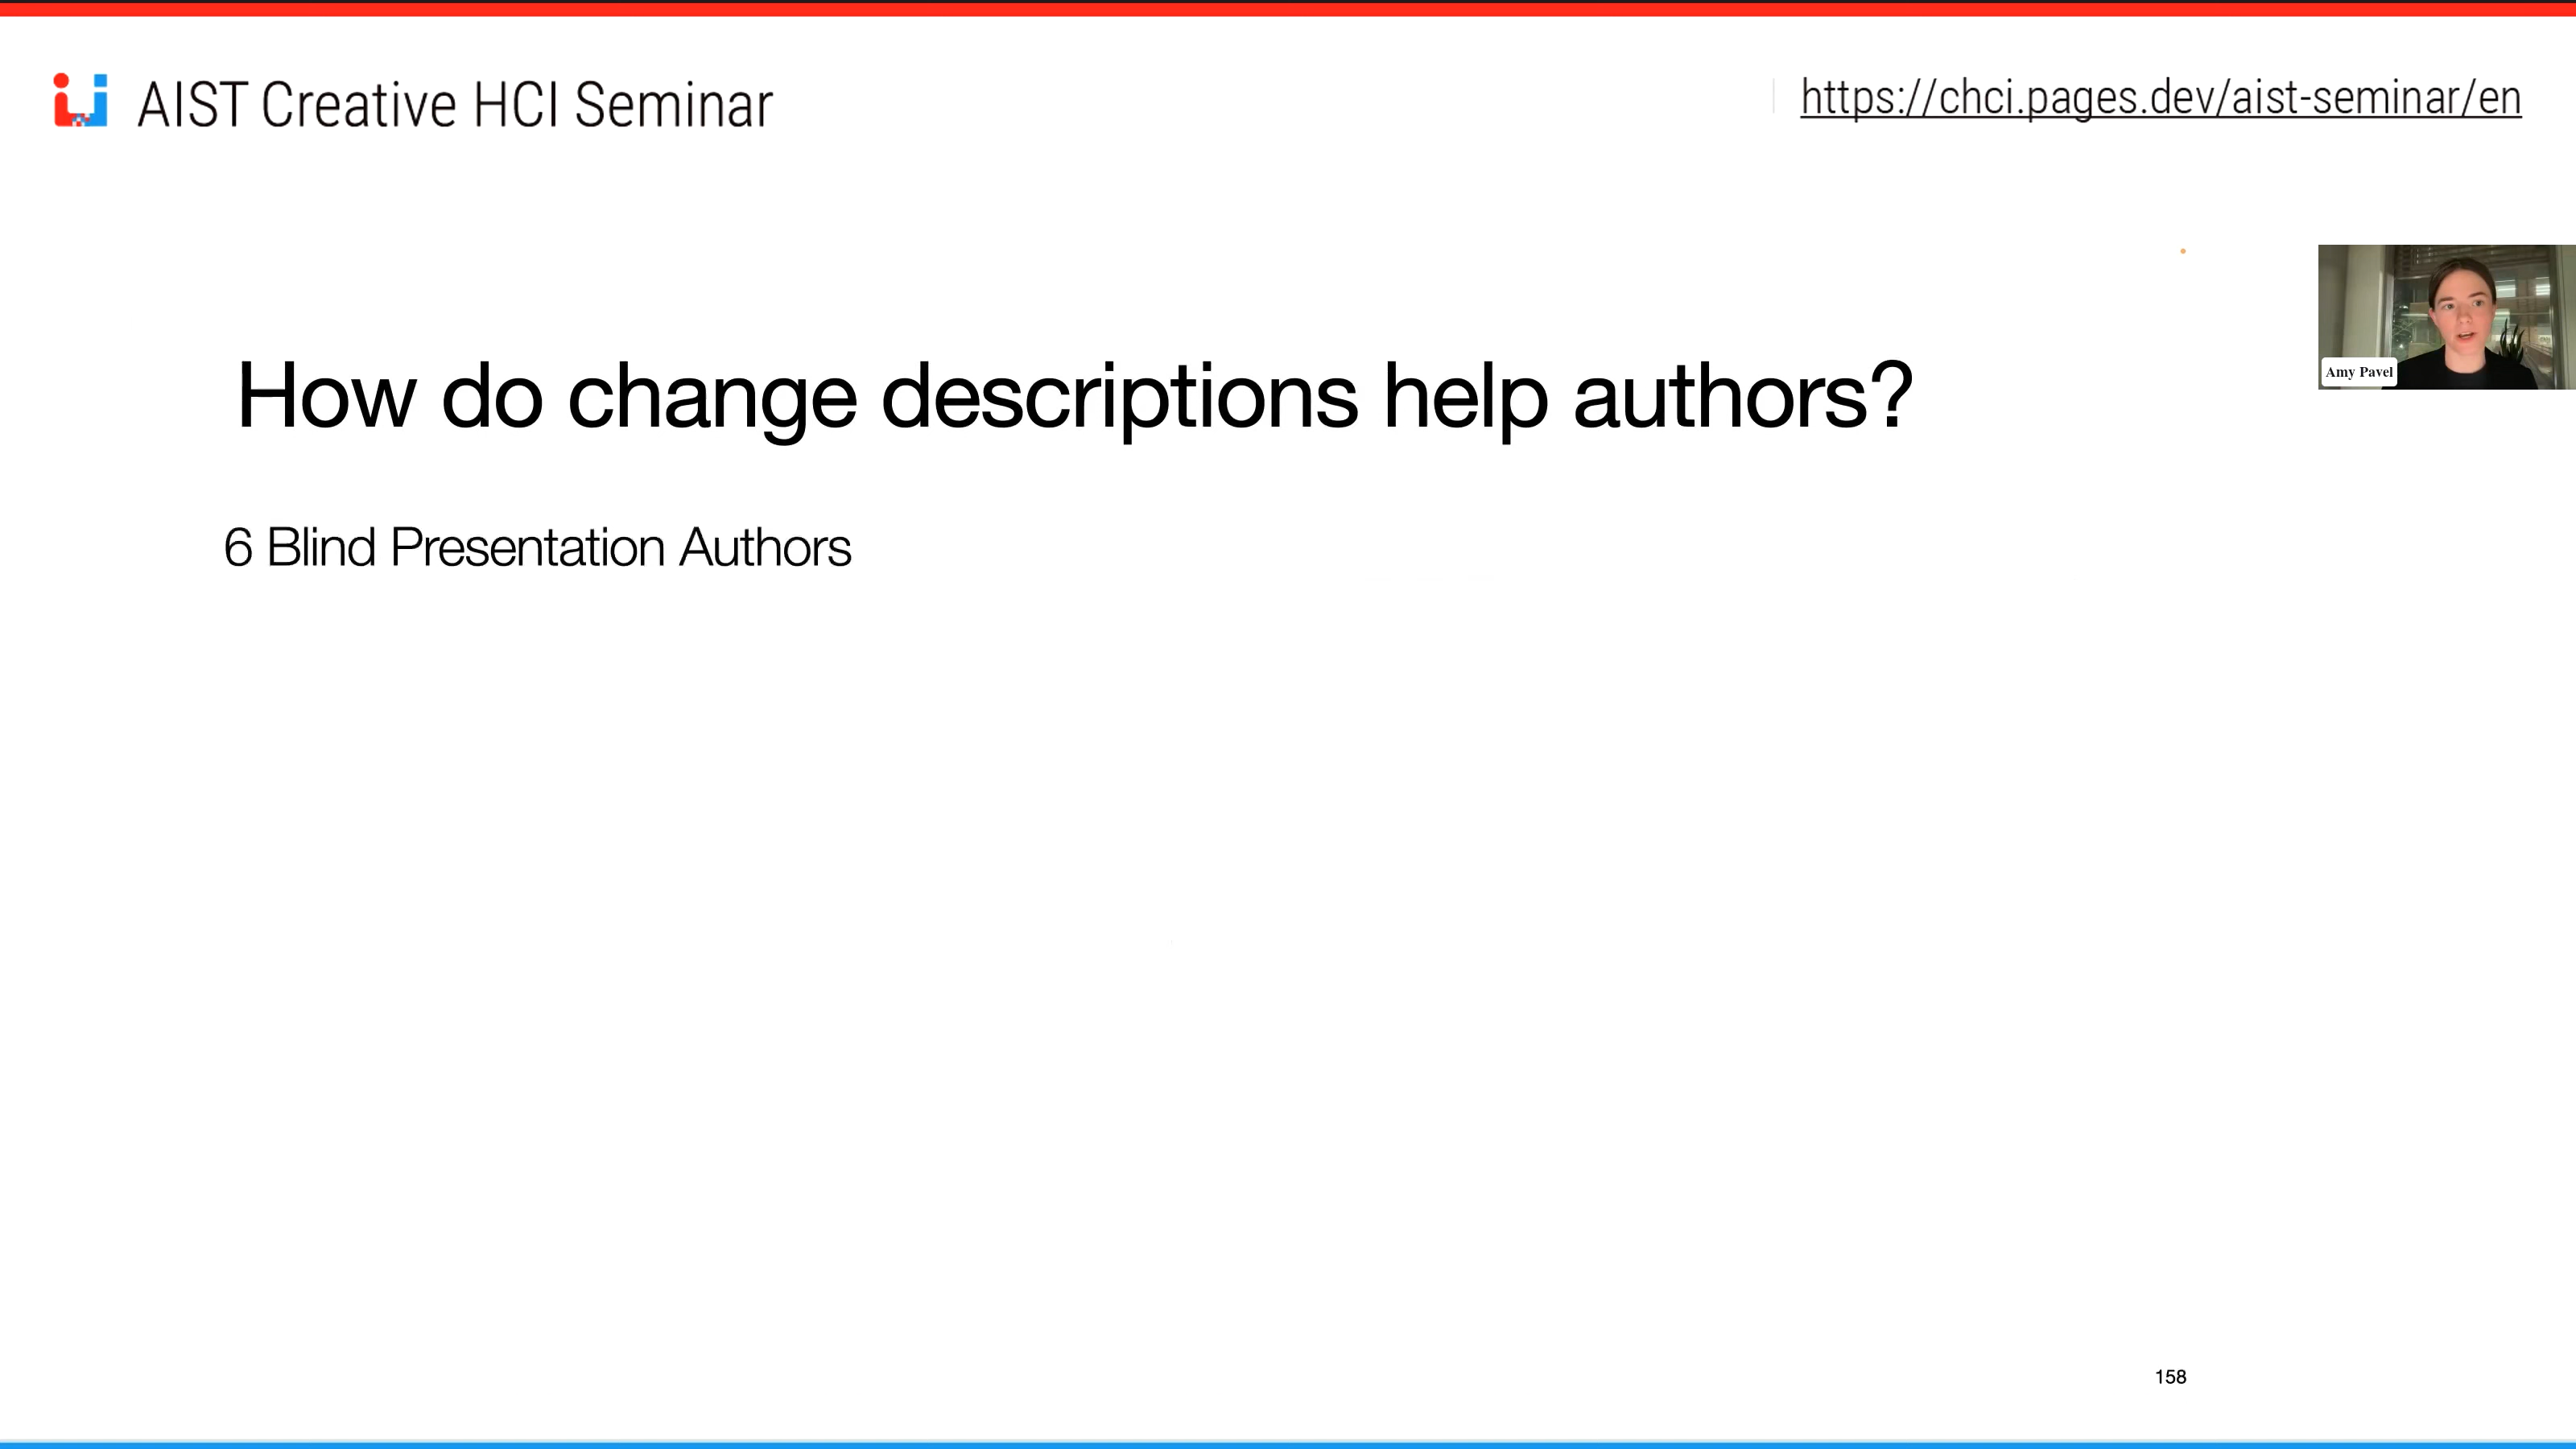 AIST Creative HCI Seminar
https://chci.pages.dev/aist-seminar/en
How do change descriptions help authors?
Amy Pavel
6 Blind Presentation Authors
158